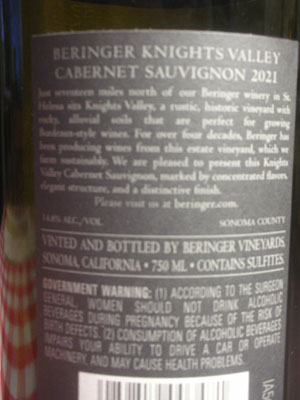 BERINGER KNIGHTS VALLEY
CABERNET SAUVIGNON 2021
Just seventeen miles north of our Beringer winery in St.
Helena sits Knights Valley, a rustic, historic vineyard with
rocky, alluvial soils that are perfect for growing
Bordeaux-style wines. For over four decades, Beringer has
been producing wines from this estate vineyard, which we
farm sustainably. We are pleased to present this Knights
Valley Cabernet Sauvignon, marked by concentrated flavors,
elegant structure, and a distinctive finish.
Please visit us at beringer.com.
14.8% ALC./VOL. SONOMA COUNTY
VINTED AND BOTTLED BY BERINGER VINEYARDS,
SONOMA, CALIFORNIA • 750 ML • CONTAINS SULFITES.
GOVERNMENT WARNING: (1) ACCORDING TO THE SURGEON
GENERAL, WOMEN SHOULD NOT DRINK ALCOHOLIC
BEVERAGES DURING PREGNANCY BECAUSE OF THE RISK OF
BIRTH DEFECTS. (2) CONSUMPTION OF ALCOHOLIC BEVERAGES
IMPAIRS YOUR ABILITY TO DRIVE A CAR OR OPERATE
MACHINERY, AND MAY CAUSE HEALTH PROBLEMS.